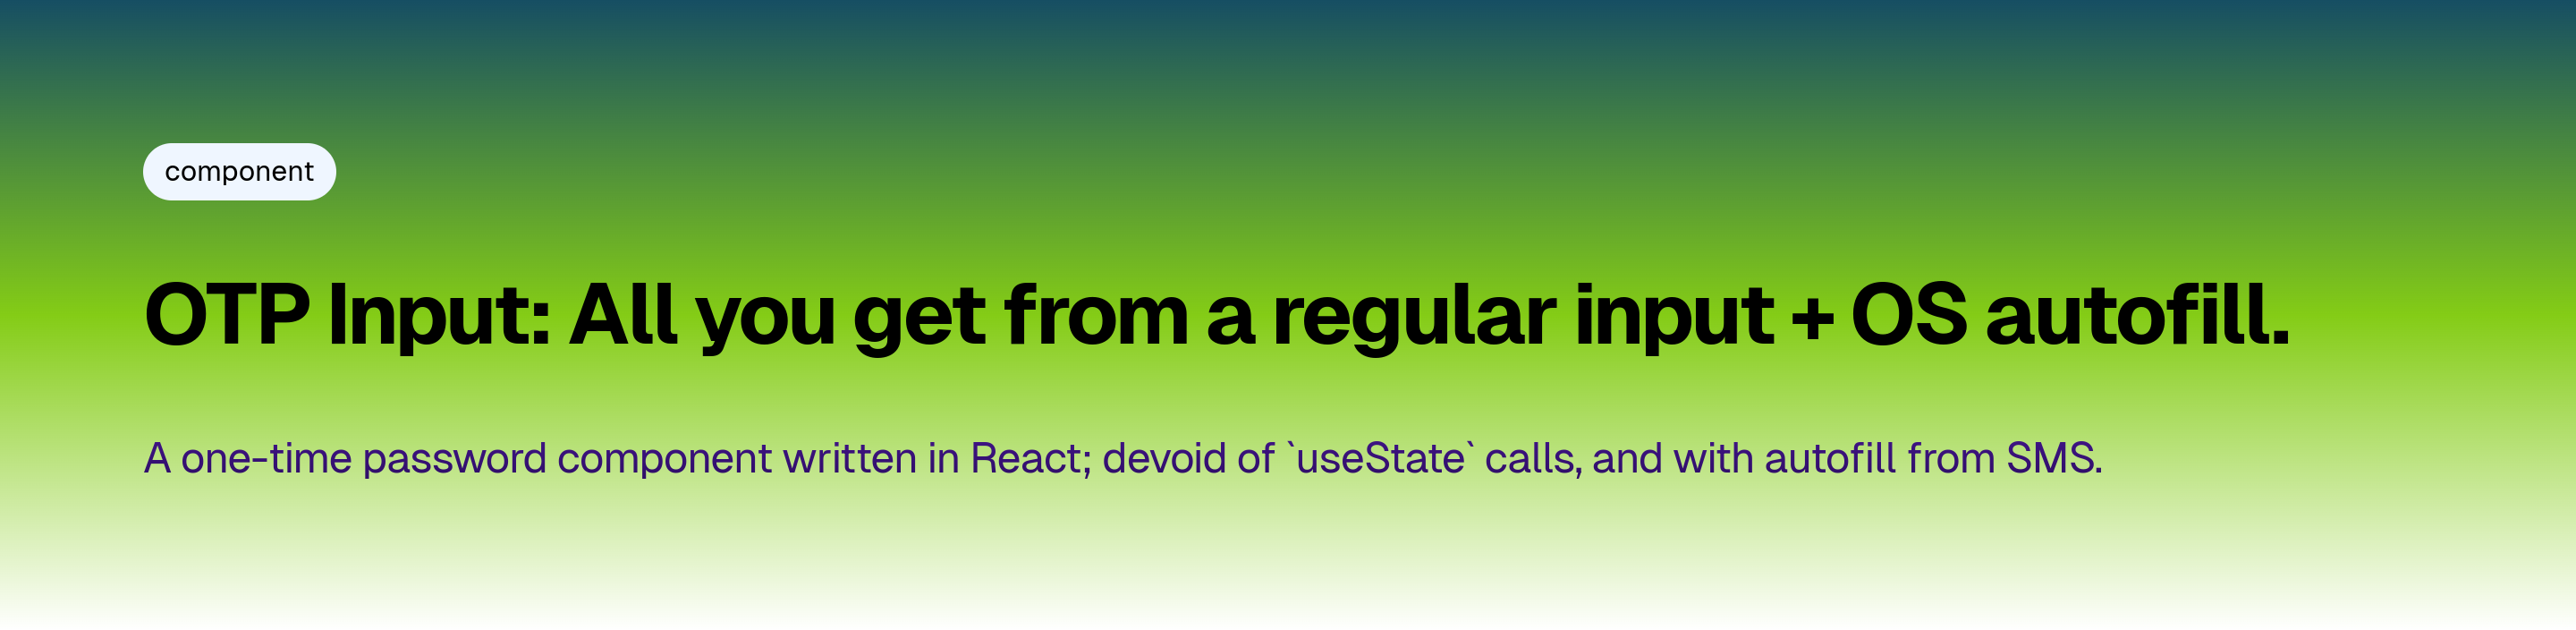 component
OTP Input: All you get from a regular input + OS autofill.
A one-time password component written in React; devoid of `useState` calls, and with autofill from SMS.